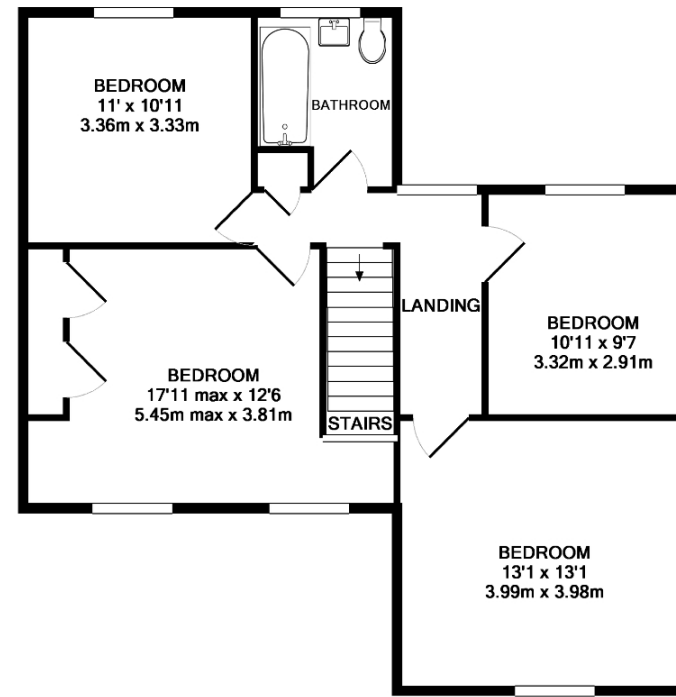 BEDROOM
11' x 10'11
3.36m x 3.33m
BATHROOM
LANDING
BEDROOM
10'11 x 9'7
3.32m x 2.91m
BEDROOM
17'11 max x 12'6
5.45m max x 3.81m
STAIRS
BEDROOM
13'1 x 13'1
3.99m x 3.98m